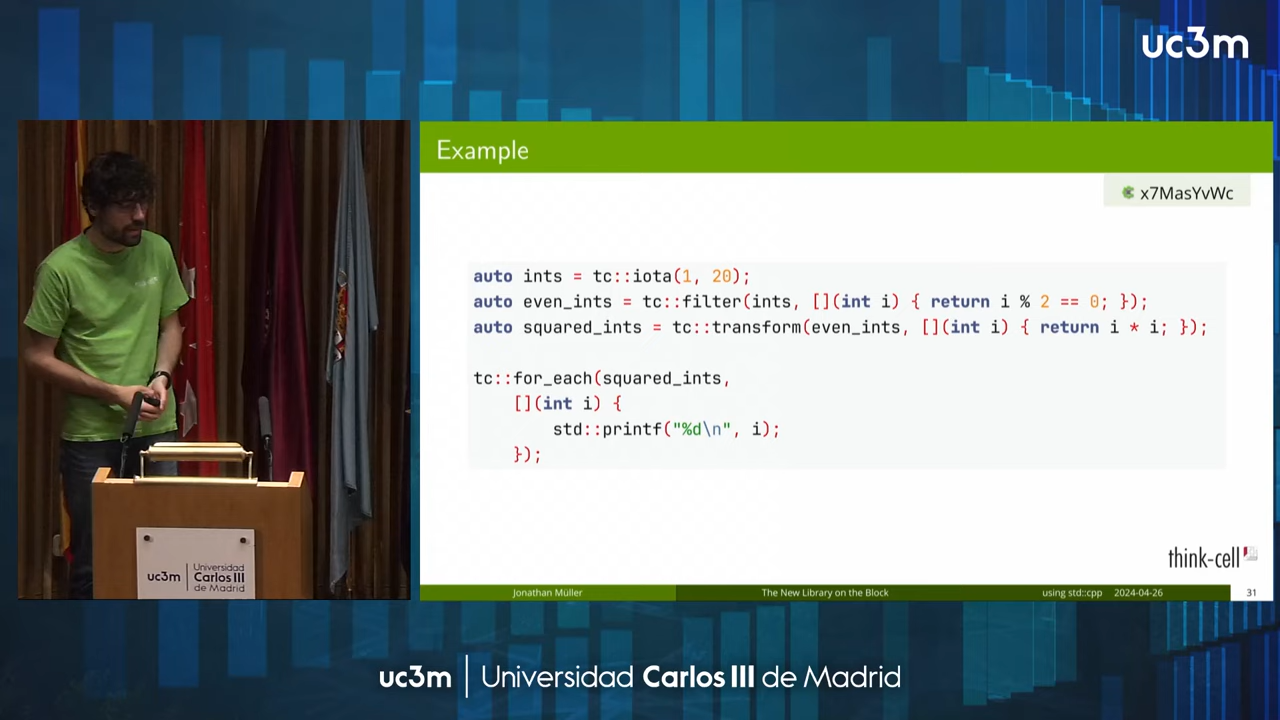 uc3m
Example
x7MasYvWc
auto ints = tc::iota(1, 20);
auto even_ints = tc::filter(ints, [](int i) { return i % 2 == 0; });
auto squared_ints = tc::transform(even_ints, [](int i) { return i * i; });
tc::for_each(squared_ints,
[](int i) {
std::printf("%d\n", i);
});
think-cell
Jonathan Müller The New Library on the Block using std::cpp 2024-04-26 31
uc3m Universidad
Carlos III
de Madrid
uc3m Universidad Carlos III de Madrid